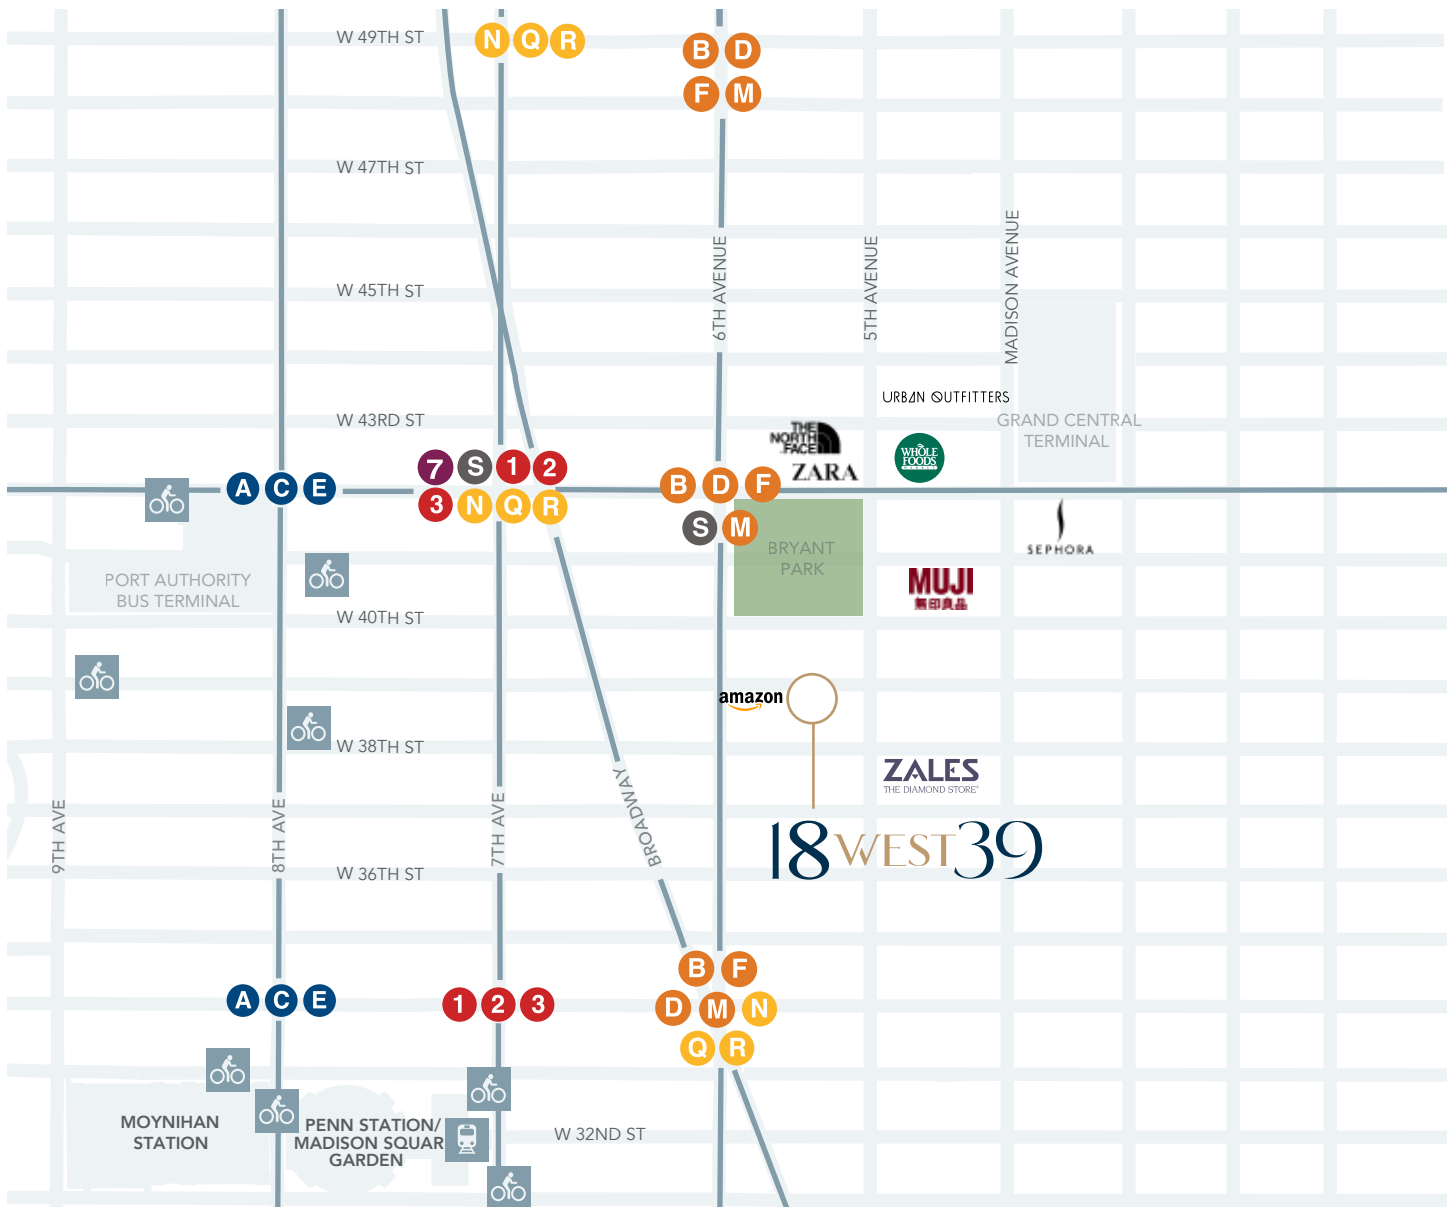 W 49TH ST
N Q R
B D
F M
W 47TH ST
W 45TH ST
6TH AVENUE
5TH AVENUE
MADISON AVENUE
URBAN OUTFITTERS
W 43RD ST
GRAND CENTRAL
TERMINAL
THE
NORTH
FACE
ZARA
WHOLE
FOODS
MARKET
A C E
7 S 1 2
3 N Q R
B D F
S M
SEPHORA
BRYANT
PARK
PORT AUTHORITY
BUS TERMINAL
MUJI
無印良品
W 40TH ST
amazon
W 38TH ST
ZALES
THE DIAMOND STORE
9TH AVE
8TH AVE
7TH AVE
BROADWAY
18 WEST 39
W 36TH ST
A C E
1 2 3
B F
D M N
Q R
MOYNIHAN
STATION
PENN STATION/
MADISON SQUAR
GARDEN
W 32ND ST